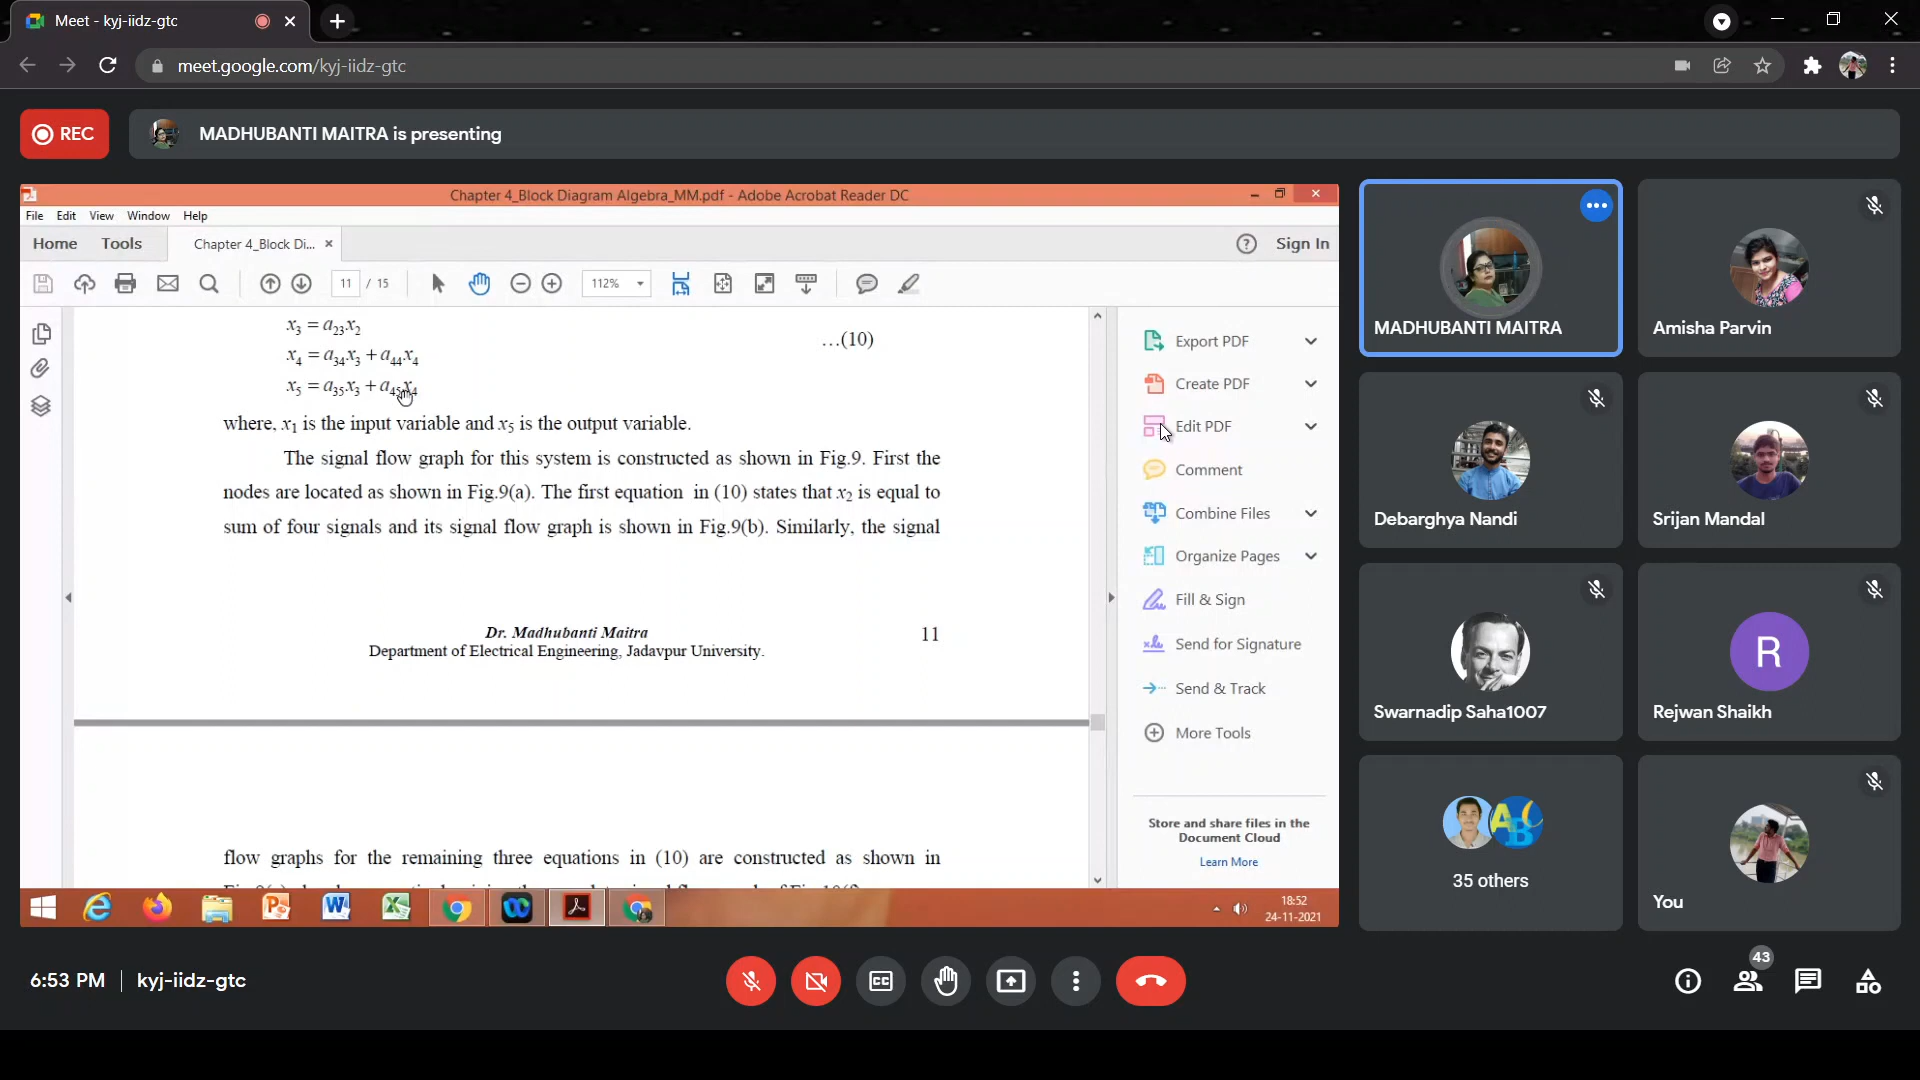 Meet - kyj-iidz-gtc
meet.google.com/kyj-iidz-gtc
REC
MADHUBANTI MAITRA is presenting
Chapter 4_Block Diagram Algebra_MM.pdf - Adobe Acrobat Reader DC
File Edit View Window Help
Home Tools Chapter 4_Block Di... Sign In
11 / 15 112%
x₃ = a₂₃x₂
...(10)
x₄ = a₃₄x₃ + a₄₄x₄
x₅ = a₃₅x₃ + a₄₅x₄
where, x₁ is the input variable and x₅ is the output variable.
The signal flow graph for this system is constructed as shown in Fig.9. First the
nodes are located as shown in Fig.9(a). The first equation in (10) states that x₂ is equal to
sum of four signals and its signal flow graph is shown in Fig.9(b). Similarly, the signal
Dr. Madhubanti Maitra
11
Department of Electrical Engineering, Jadavpur University.
flow graphs for the remaining three equations in (10) are constructed as shown in
Export PDF
Create PDF
Edit PDF
Comment
Combine Files
Organize Pages
Fill & Sign
Send for Signature
Send & Track
More Tools
Store and share files in the
Document Cloud
Learn More
18:52
24-11-2021
MADHUBANTI MAITRA
Amisha Parvin
Debarghya Nandi
Srijan Mandal
Swarnadip Saha1007
R
Rejwan Shaikh
35 others
You
6:53 PM | kyj-iidz-gtc
43